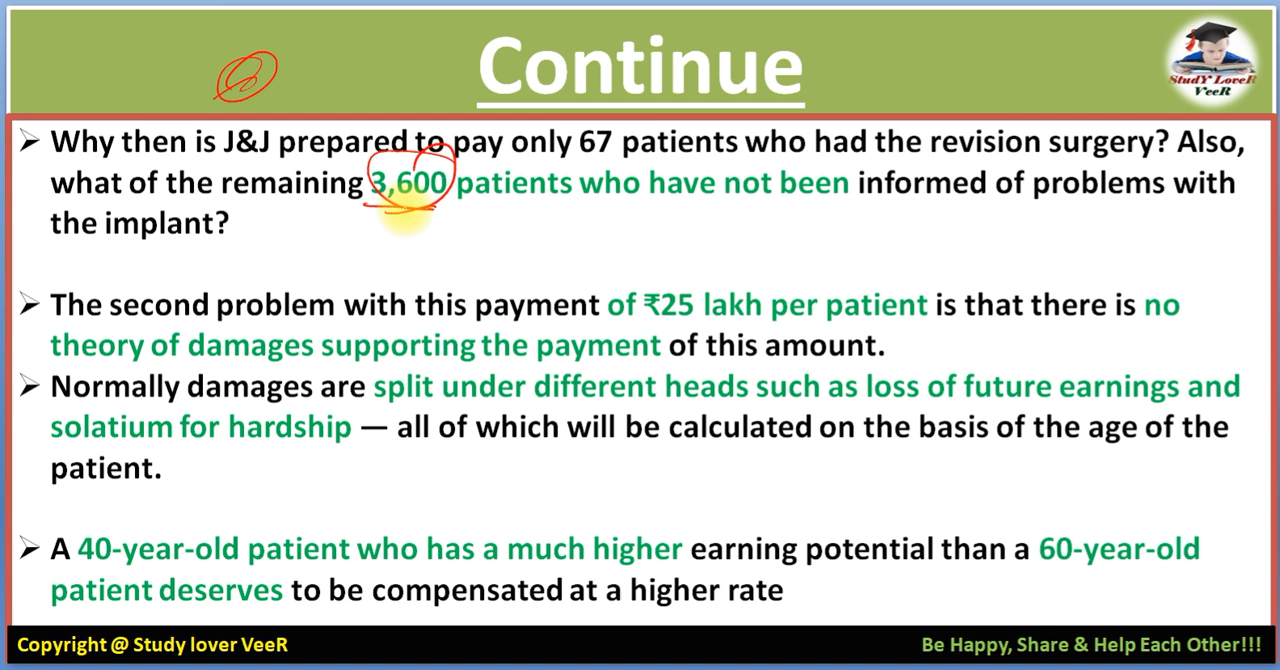 Continue
StudY LoveR
VeeR
➢ Why then is J&J prepared to pay only 67 patients who had the revision surgery? Also,
what of the remaining 3,600 patients who have not been informed of problems with
the implant?
➢ The second problem with this payment of ₹25 lakh per patient is that there is no
theory of damages supporting the payment of this amount.
➢ Normally damages are split under different heads such as loss of future earnings and
solatium for hardship — all of which will be calculated on the basis of the age of the
patient.
➢ A 40-year-old patient who has a much higher earning potential than a 60-year-old
patient deserves to be compensated at a higher rate
Copyright @ Study lover VeeR
Be Happy, Share & Help Each Other!!!